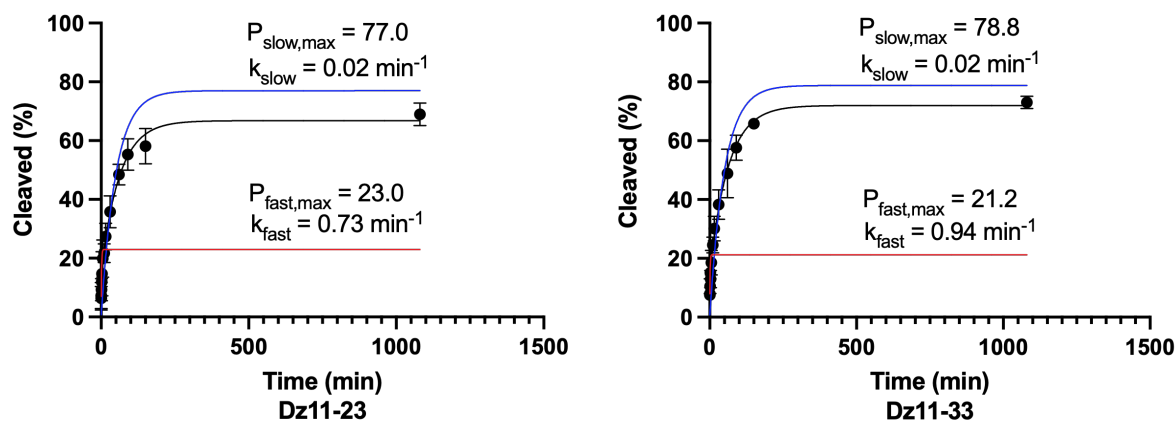 100
80
60
40
20
0
Cleaved (%)
P_slow,max = 77.0
k_slow = 0.02 min⁻¹
P_fast,max = 23.0
k_fast = 0.73 min⁻¹
0 500 1000 1500
Time (min)
Dz11-23
100
80
60
40
20
0
Cleaved (%)
P_slow,max = 78.8
k_slow = 0.02 min⁻¹
P_fast,max = 21.2
k_fast = 0.94 min⁻¹
0 500 1000 1500
Time (min)
Dz11-33